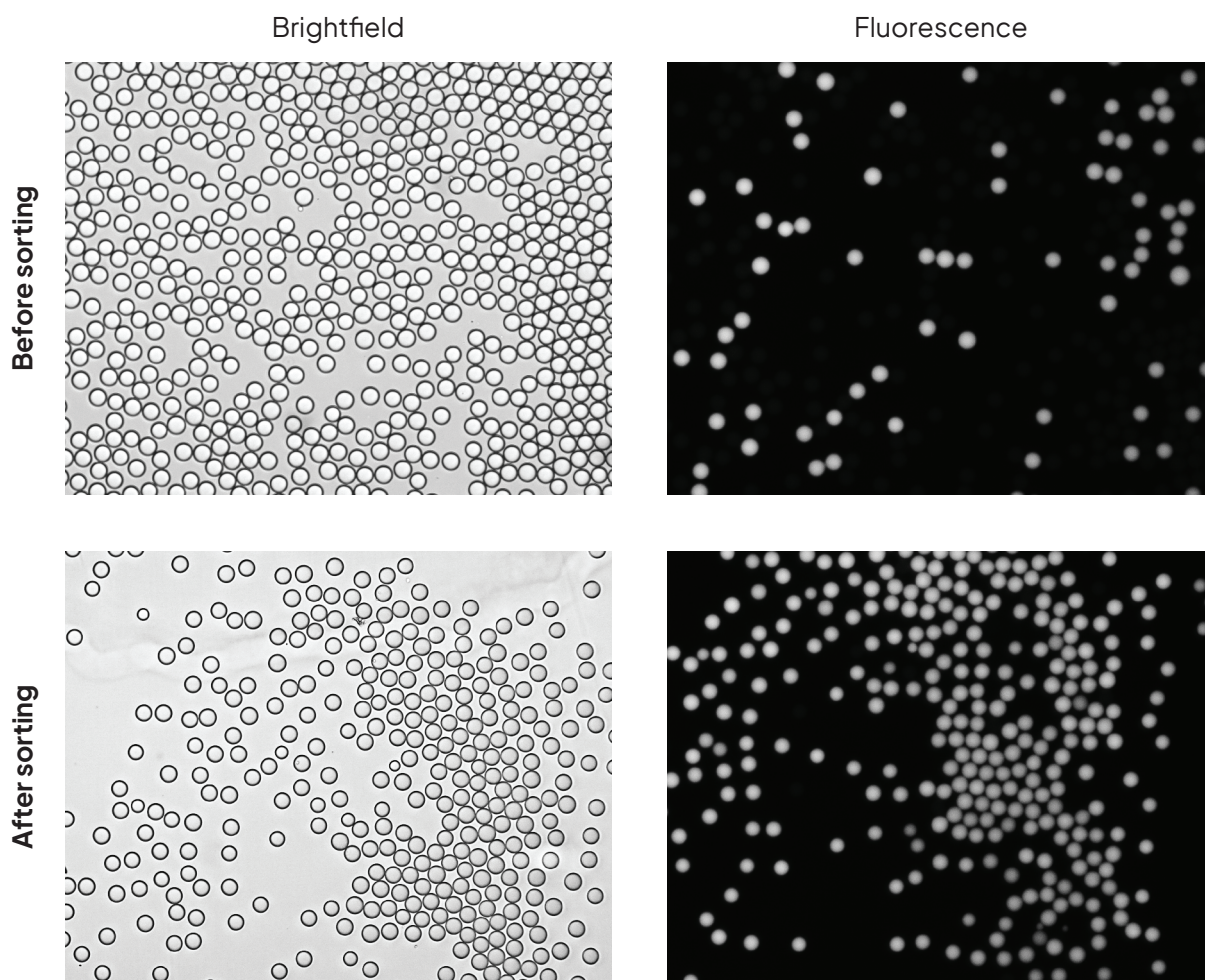 Brightfield
Fluorescence
Before sorting
After sorting